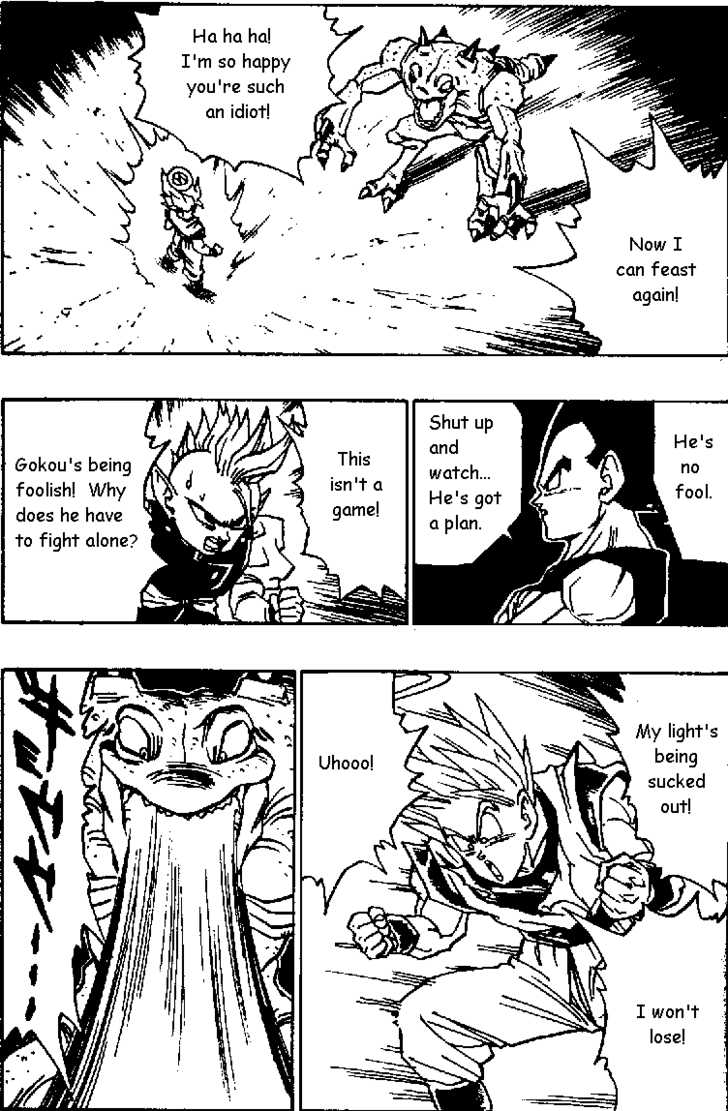 Ha ha ha!
I'm so happy
you're such
an idiot!
Now I
can feast
again!
Gokou's being
foolish!  Why
does he have
to fight alone?
This
isn't a
game!
Shut up
and
watch...
He's got
a plan.
He's
no
fool.
Uhooo!
My light's
being
sucked
out!
I won't
lose!